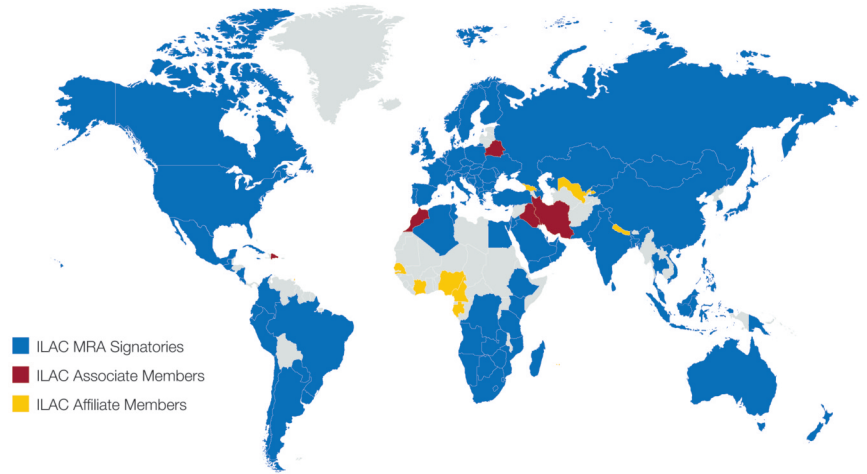 ILAC MRA Signatories
ILAC Associate Members
ILAC Affiliate Members